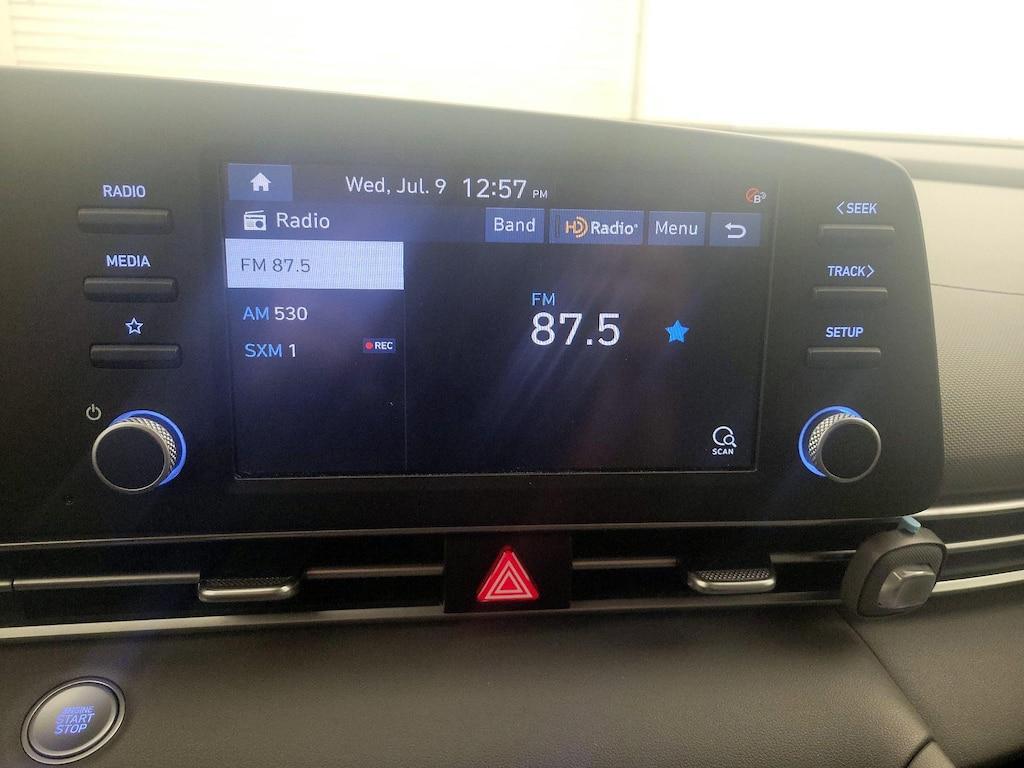 RADIO
MEDIA
Wed, Jul. 9 12:57 PM
B
Radio
Band
HD Radio
Menu
FM 87.5
AM 530
SXM 1
REC
FM
87.5
SCAN
<SEEK
TRACK>
SETUP
ENGINE
START
STOP